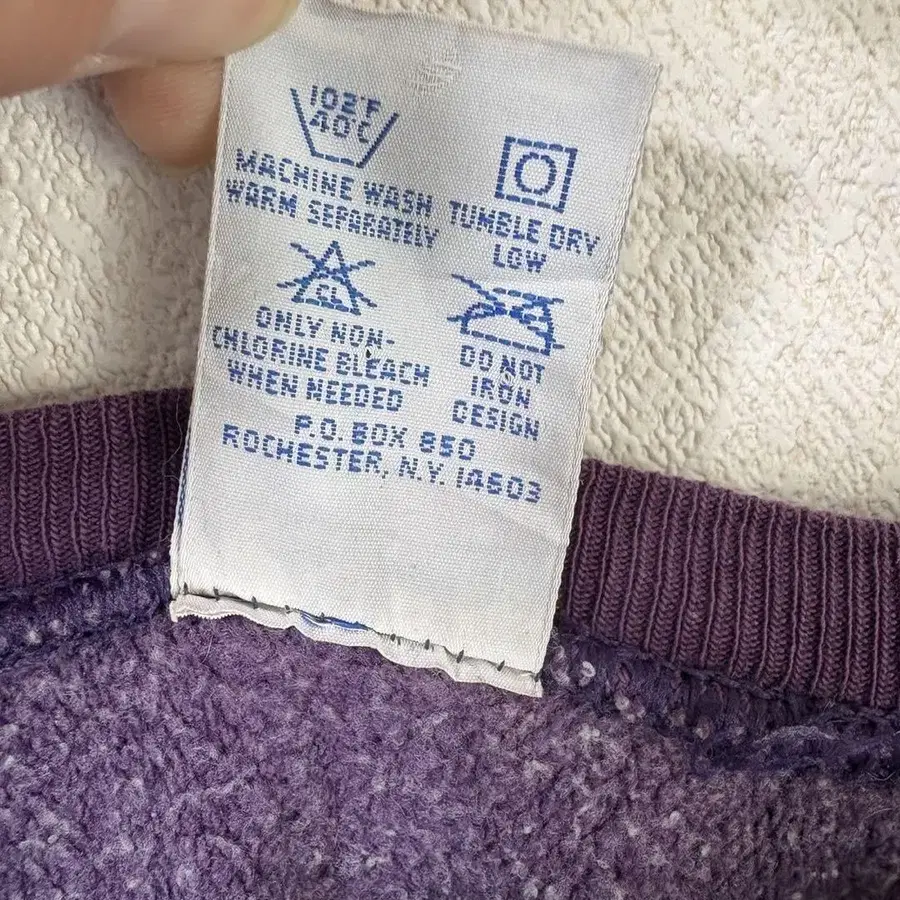 102°F
40°C
MACHINE WASH
WARM SEPARATELY
TUMBLE DRY
LOW
CL
ONLY NON-
CHLORINE BLEACH
WHEN NEEDED
DO NOT
IRON
DESIGN
P.O. BOX 850
ROCHESTER, N.Y. 14603